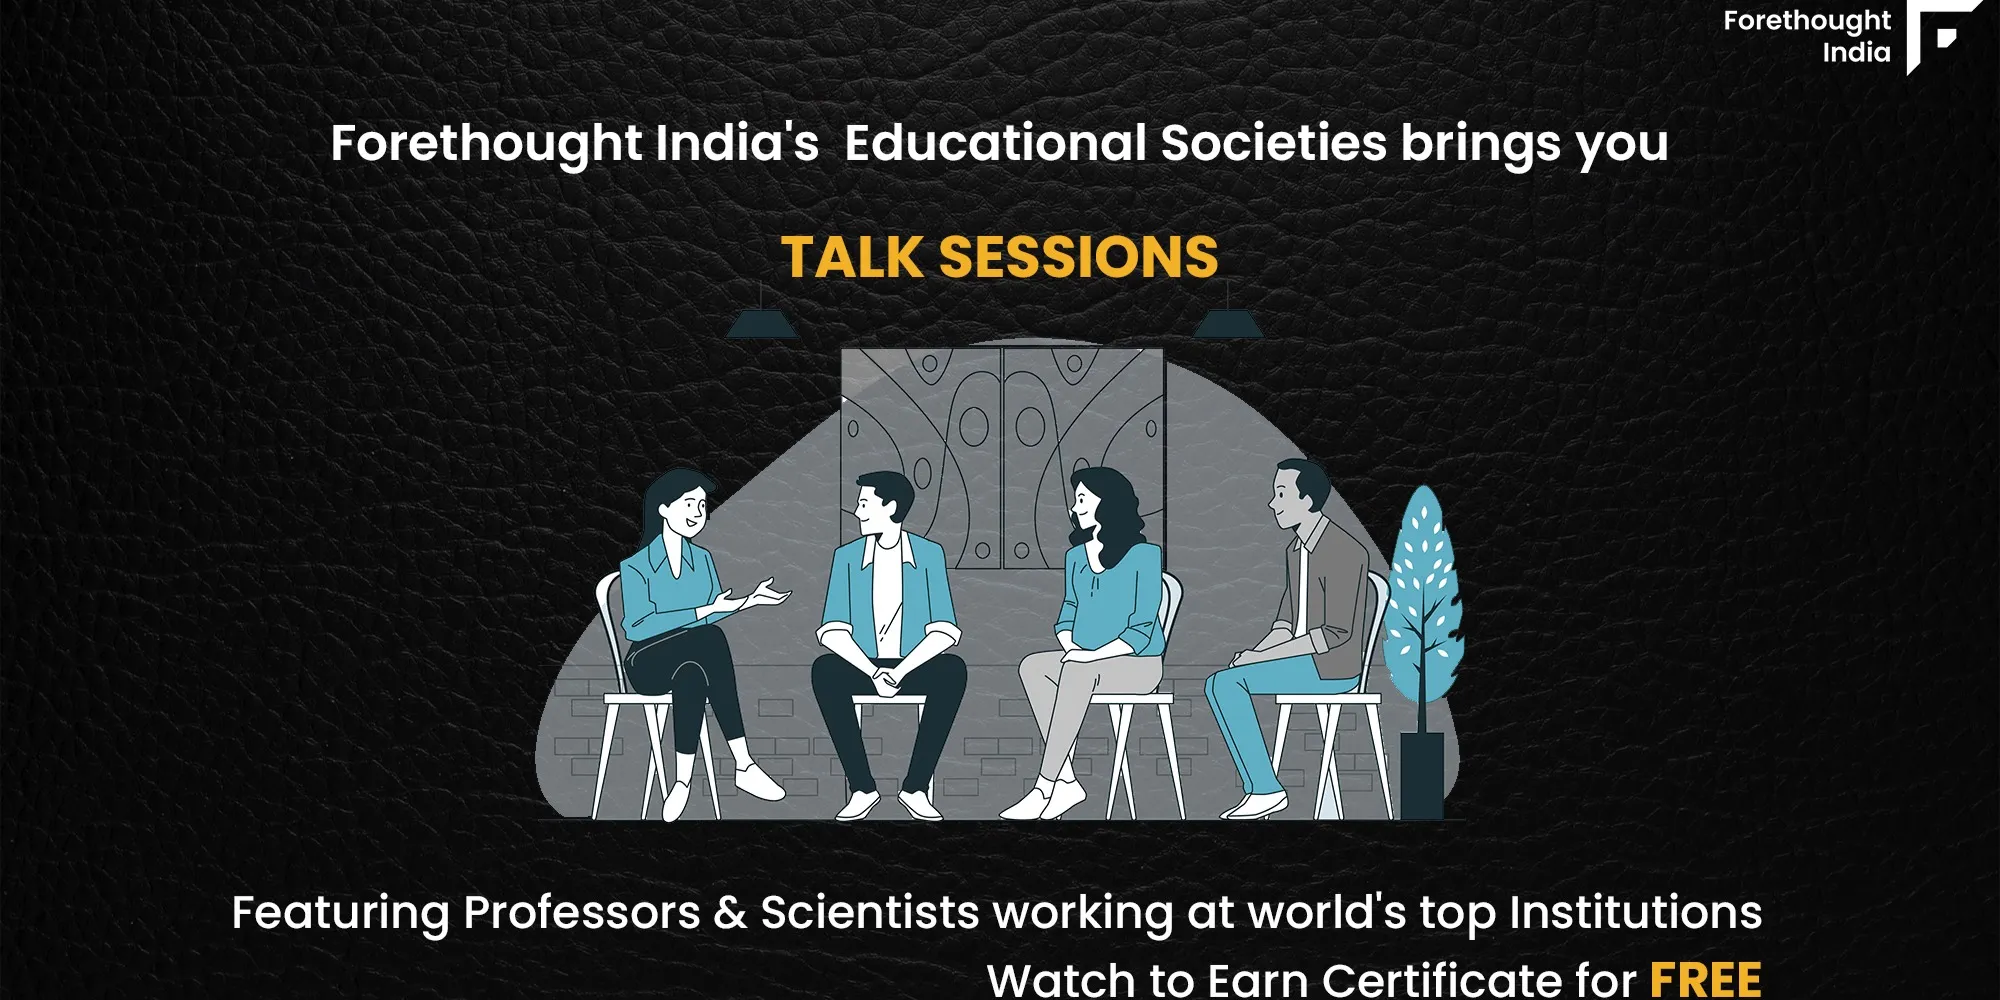 Forethought
India
Forethought India's Educational Societies brings you
TALK SESSIONS
Featuring Professors & Scientists working at world's top Institutions
Watch to Earn Certificate for FREE